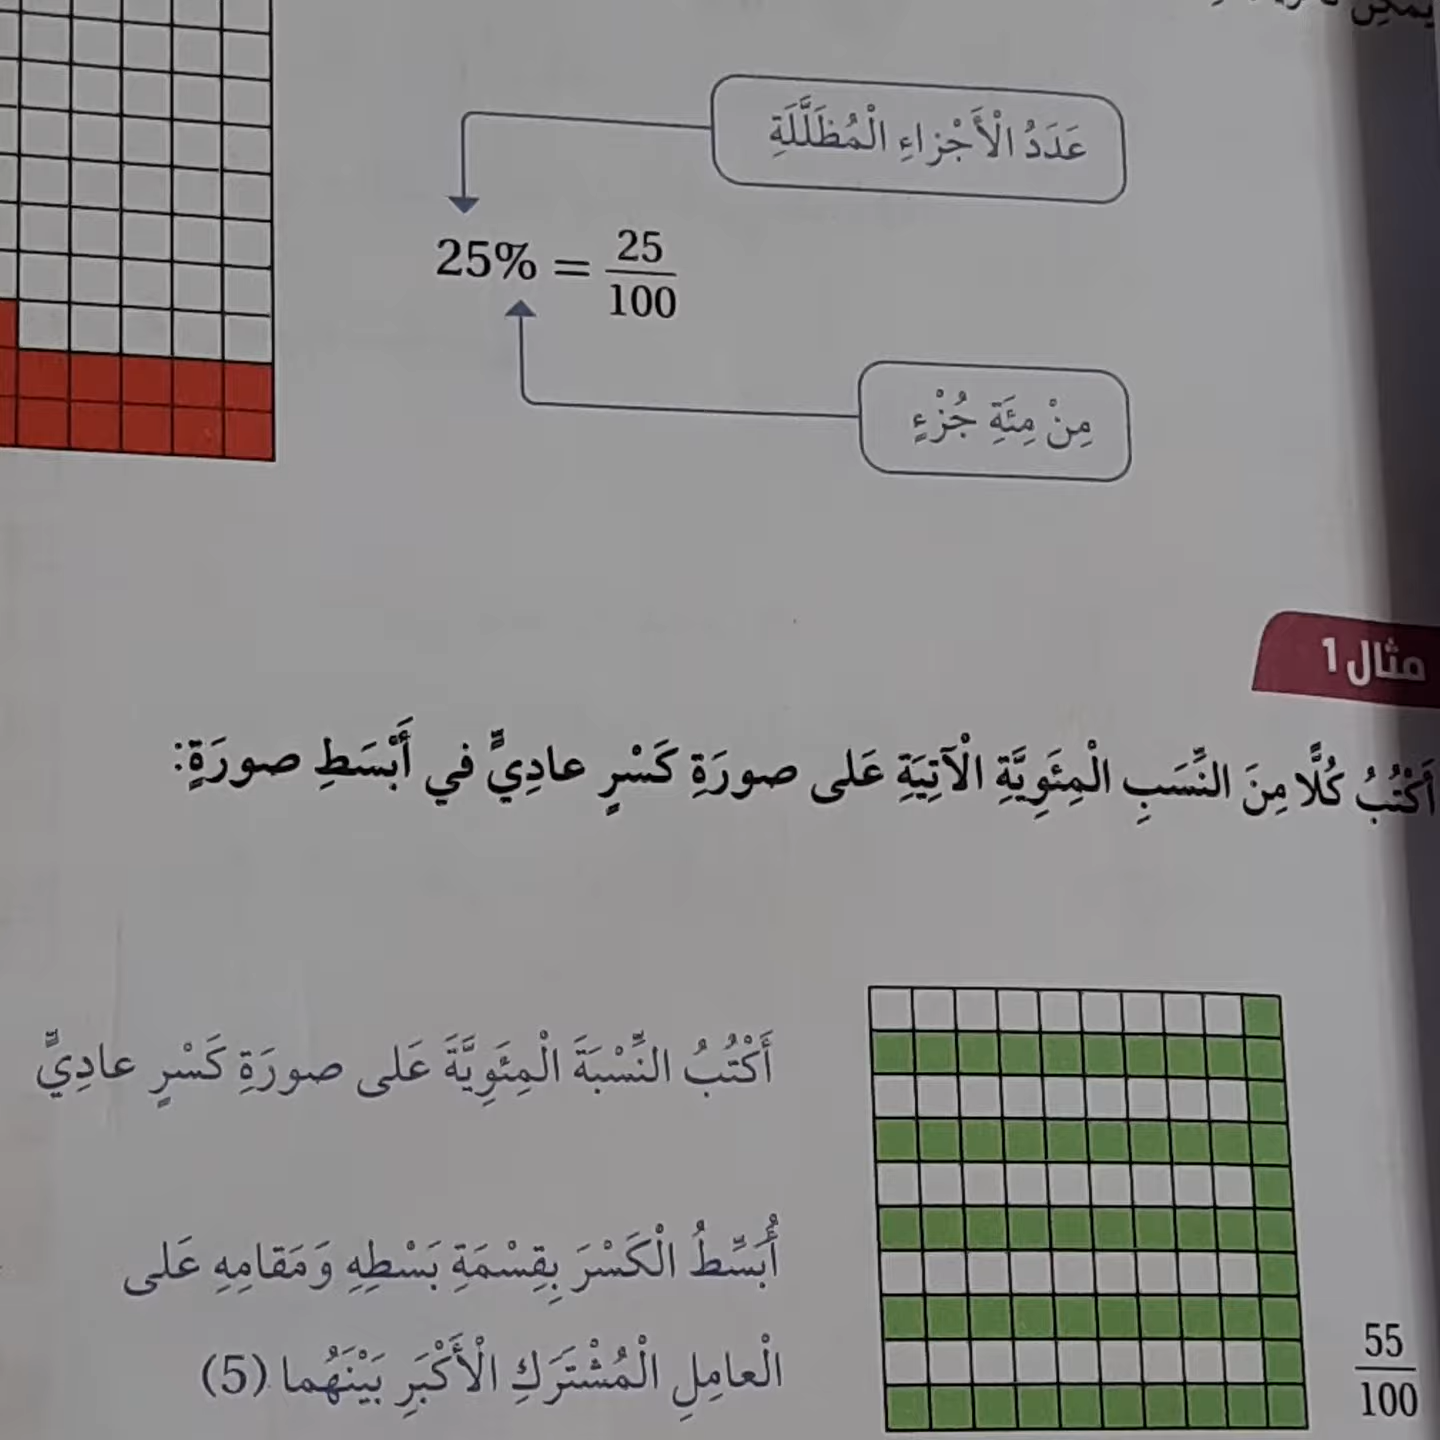 يمكن
عَدَدُ الْأَجْزاءِ الْمُظَلَّلَةِ
25% = 25/100
مِنْ مِئَةِ جُزْءٍ
مثال 1
أَكْتُبُ كُلًّا مِنَ النِّسَبِ الْمِئَوِيَّةِ الْآتِيَةِ عَلى صورَةِ كَسْرٍ عادِيٍّ في أَبْسَطِ صورَةٍ:
أَكْتُبُ النِّسْبَةَ الْمِئَوِيَّةَ عَلى صورَةِ كَسْرٍ عادِيٍّ
أُبَسِّطُ الْكَسْرَ بِقِسْمَةِ بَسْطِهِ وَمَقامِهِ عَلى
الْعامِلِ الْمُشْتَرَكِ الْأَكْبَرِ بَيْنَهُما (5)
55/100